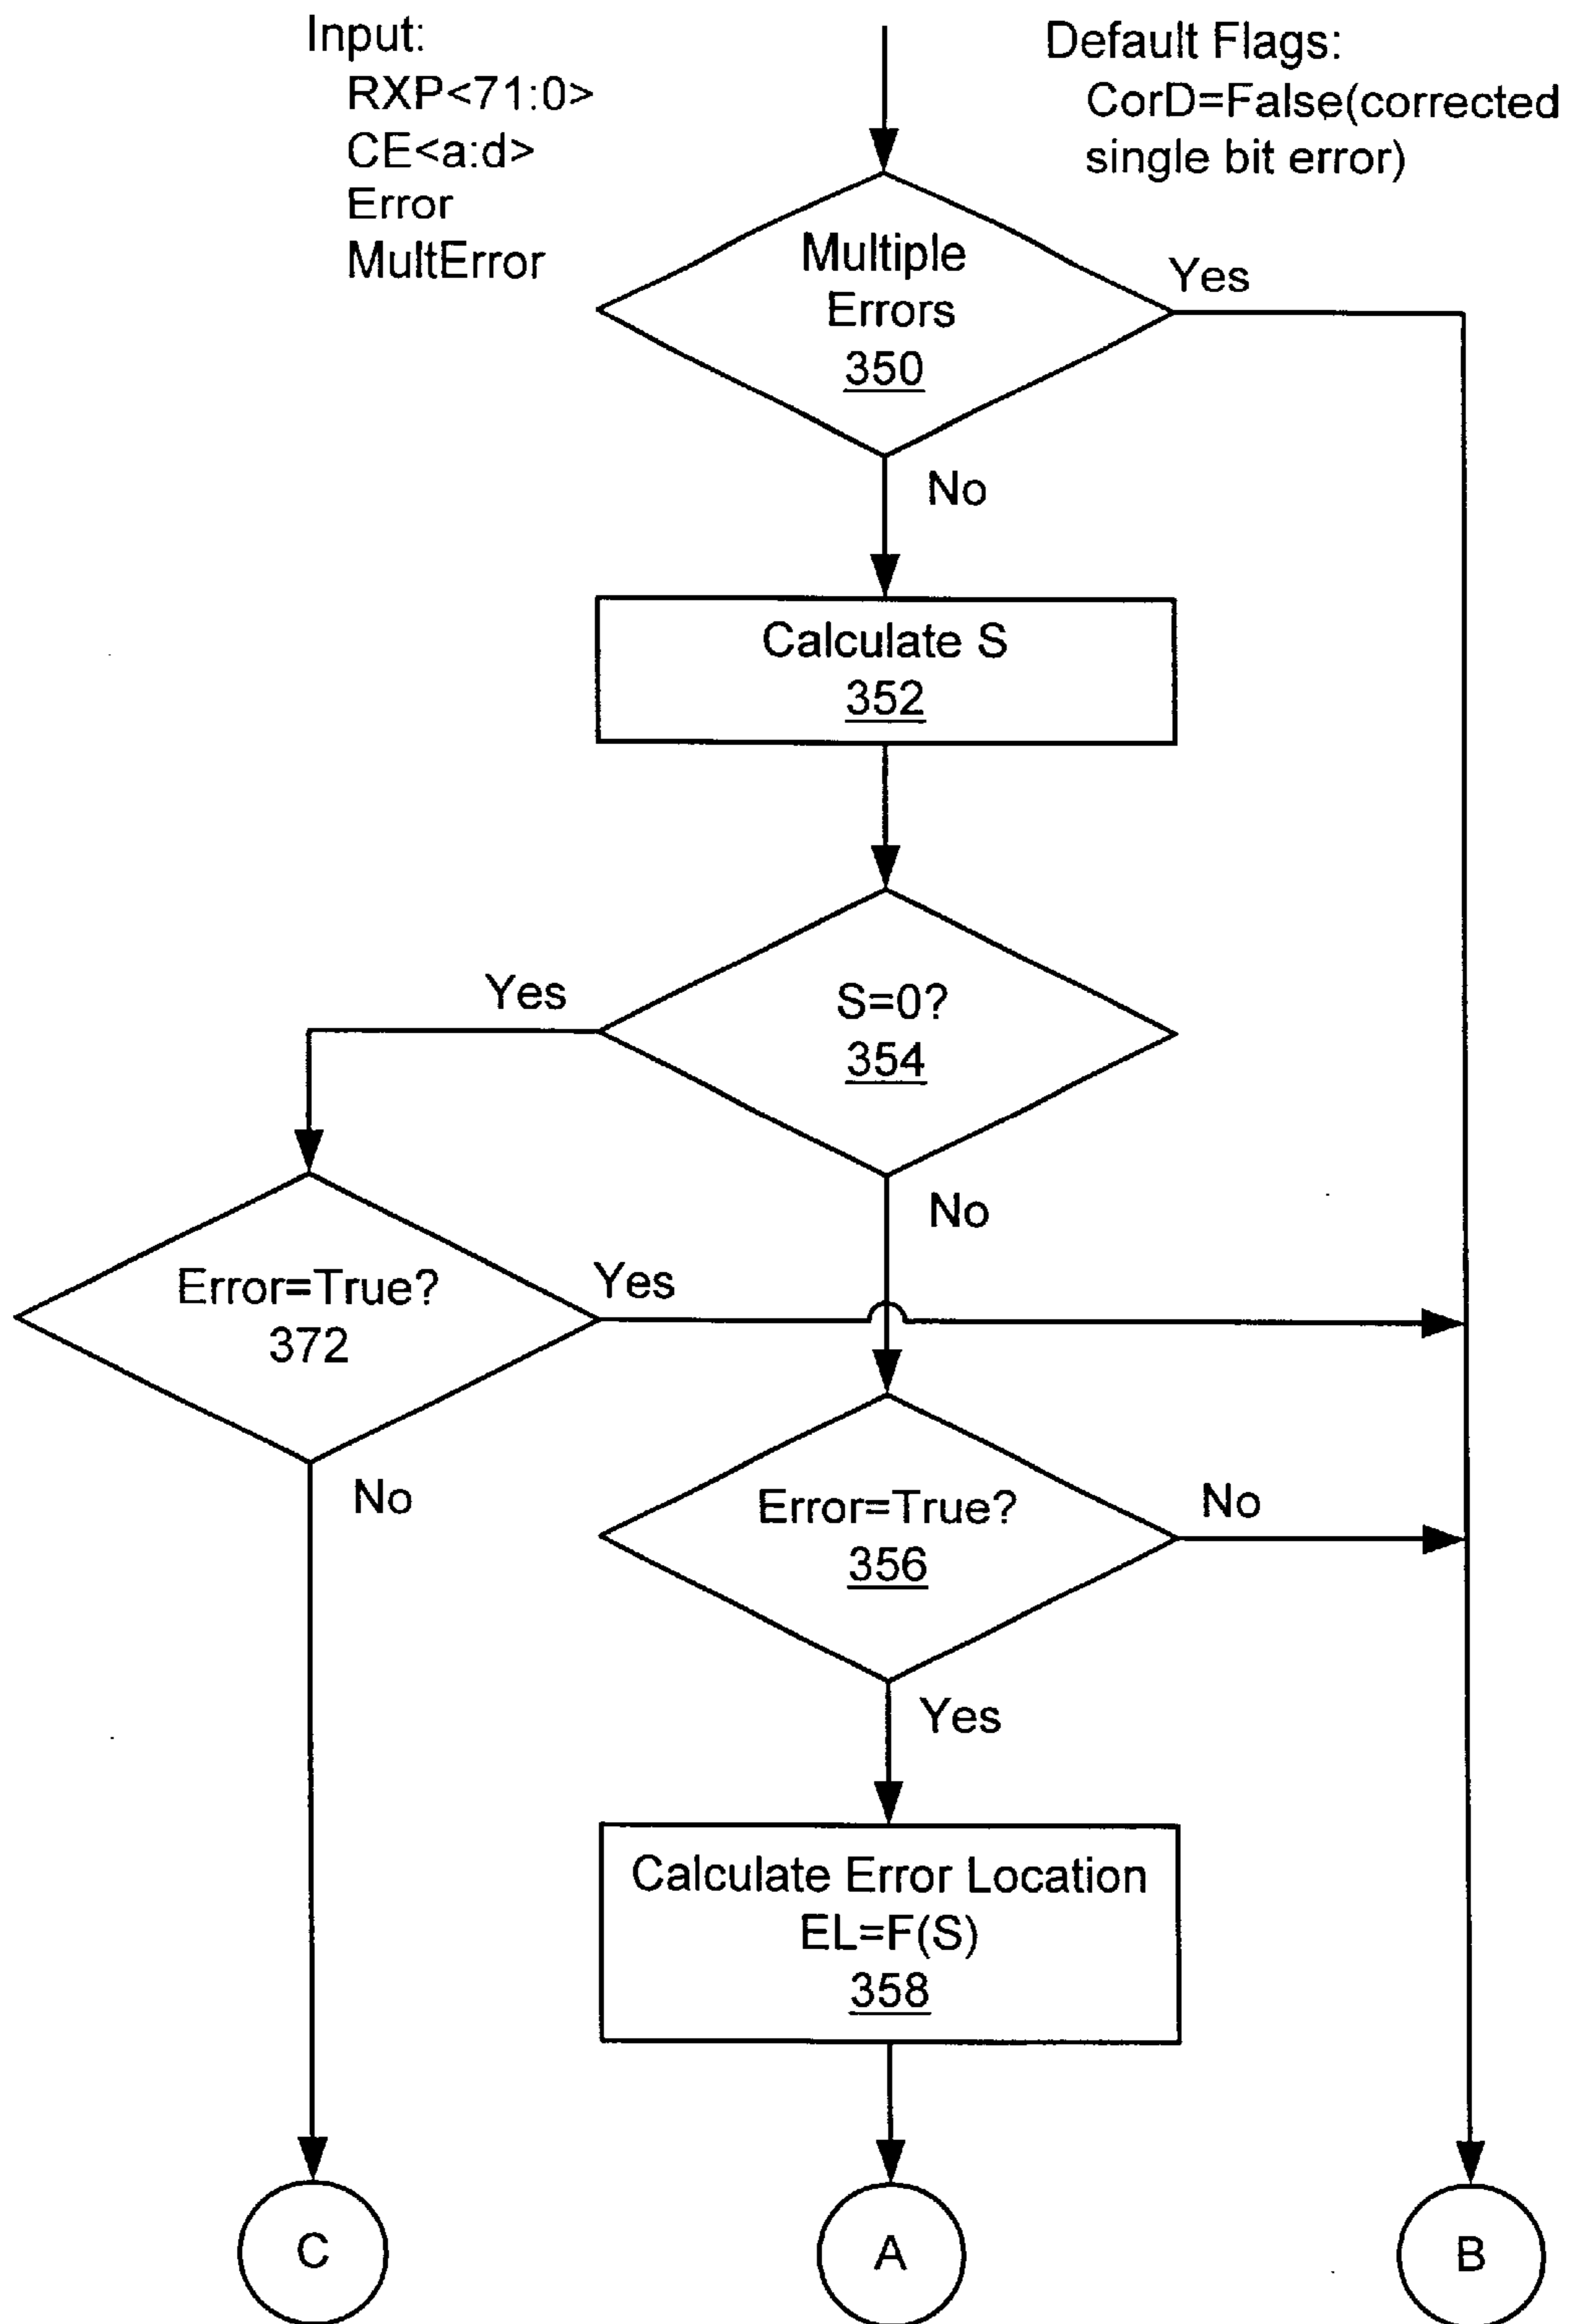 Input:
RXP<71:0>
CE<a:d>
Error
MultError
Default Flags:
CorD=False(corrected
single bit error)
Multiple
Errors
350
Yes
No
Calculate S
352
S=0?
354
Yes
No
Error=True?
372
Yes
No
Error=True?
356
No
Yes
Calculate Error Location
EL=F(S)
358
C
A
B